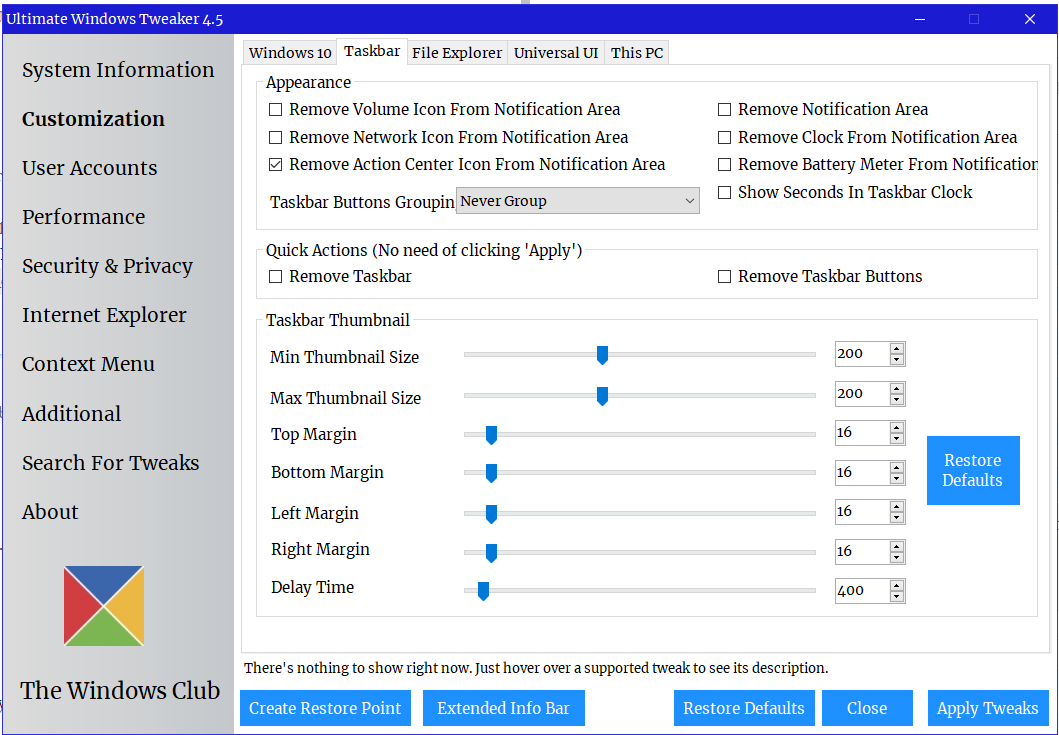 Ultimate Windows Tweaker 4.5
System Information
Customization
User Accounts
Performance
Security & Privacy
Internet Explorer
Context Menu
Additional
Search For Tweaks
About
The Windows Club
Windows 10 Taskbar File Explorer Universal UI This PC
Appearance
Remove Volume Icon From Notification Area
Remove Notification Area
Remove Network Icon From Notification Area
Remove Clock From Notification Area
Remove Action Center Icon From Notification Area
Remove Battery Meter From Notification
Taskbar Buttons Groupin Never Group
Show Seconds In Taskbar Clock
Quick Actions (No need of clicking 'Apply')
Remove Taskbar
Remove Taskbar Buttons
Taskbar Thumbnail
Min Thumbnail Size 200
Max Thumbnail Size 200
Top Margin 16
Bottom Margin 16
Left Margin 16
Right Margin 16
Delay Time 400
Restore
Defaults
There's nothing to show right now. Just hover over a supported tweak to see its description.
Create Restore Point Extended Info Bar Restore Defaults Close Apply Tweaks